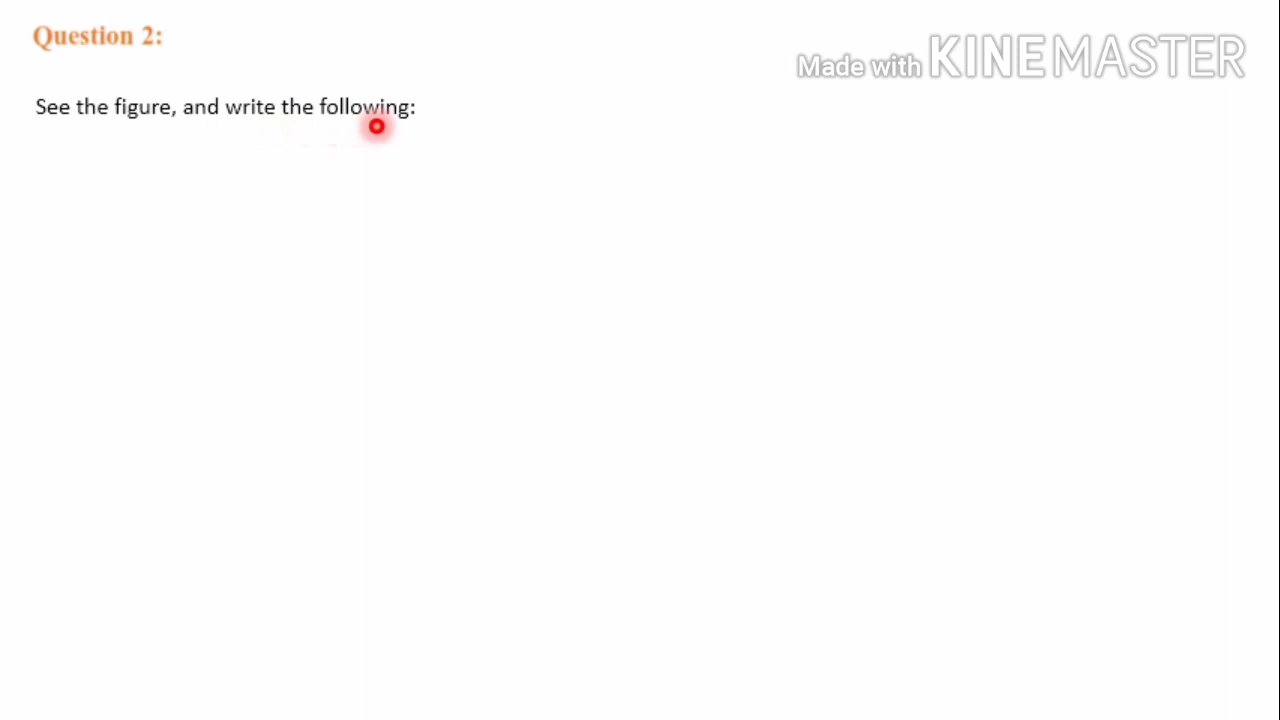 Question 2:
Made with KINEMASTER
See the figure, and write the following: